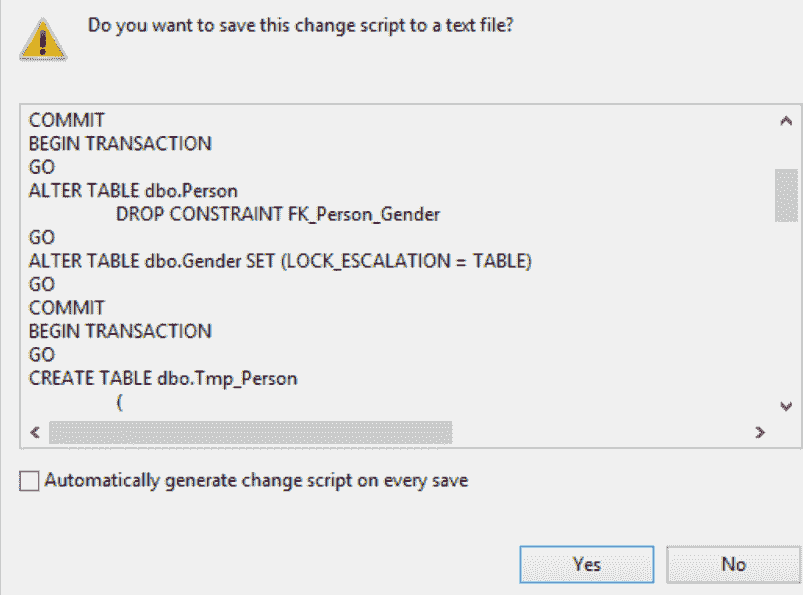 Do you want to save this change script to a text file?
COMMIT
BEGIN TRANSACTION
GO
ALTER TABLE dbo.Person
DROP CONSTRAINT FK_Person_Gender
GO
ALTER TABLE dbo.Gender SET (LOCK_ESCALATION = TABLE)
GO
COMMIT
BEGIN TRANSACTION
GO
CREATE TABLE dbo.Tmp_Person
(
Automatically generate change script on every save
Yes
No